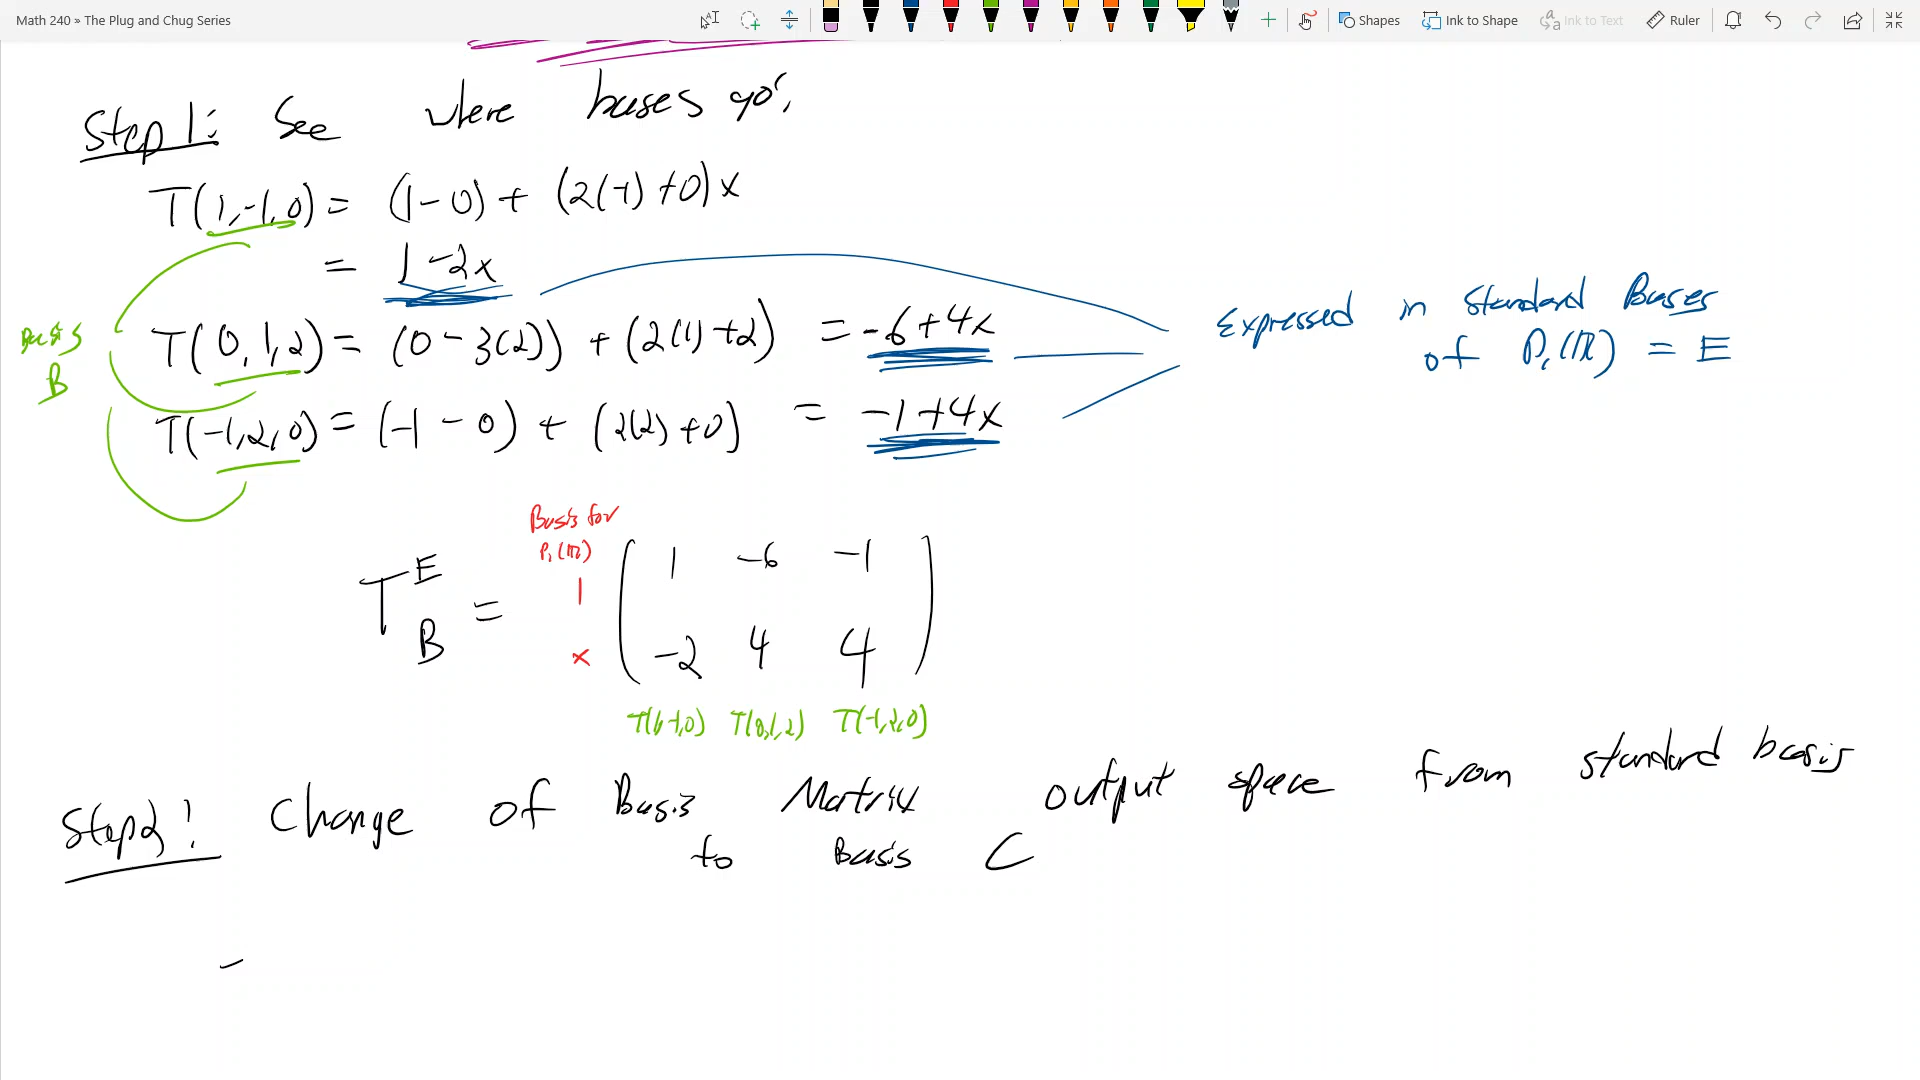 Math 240 » The Plug and Chug Series
Shapes Ink to Shape Ink to Text Ruler
Step 1: See where bases go:
T(1,-1,0) = (1-0) + (2(-1)+0)x
= 1-2x
T(0,1,2) = (0-3(2)) + (2(1)+2) = -6+4x
T(-1,2,0) = (-1-0) + (2(2)+0) = -1+4x
Basis
B
Expressed in Standard Bases
of P₁(ℝ) = E
Basis for
P₁(ℝ)
T E B =
1 ( 1 -6 -1 )
x ( -2 4 4 )
T(1,-1,0) T(0,1,2) T(-1,2,0)
Step 2: Change of Basis Matrix output space from standard basis
to Basis C